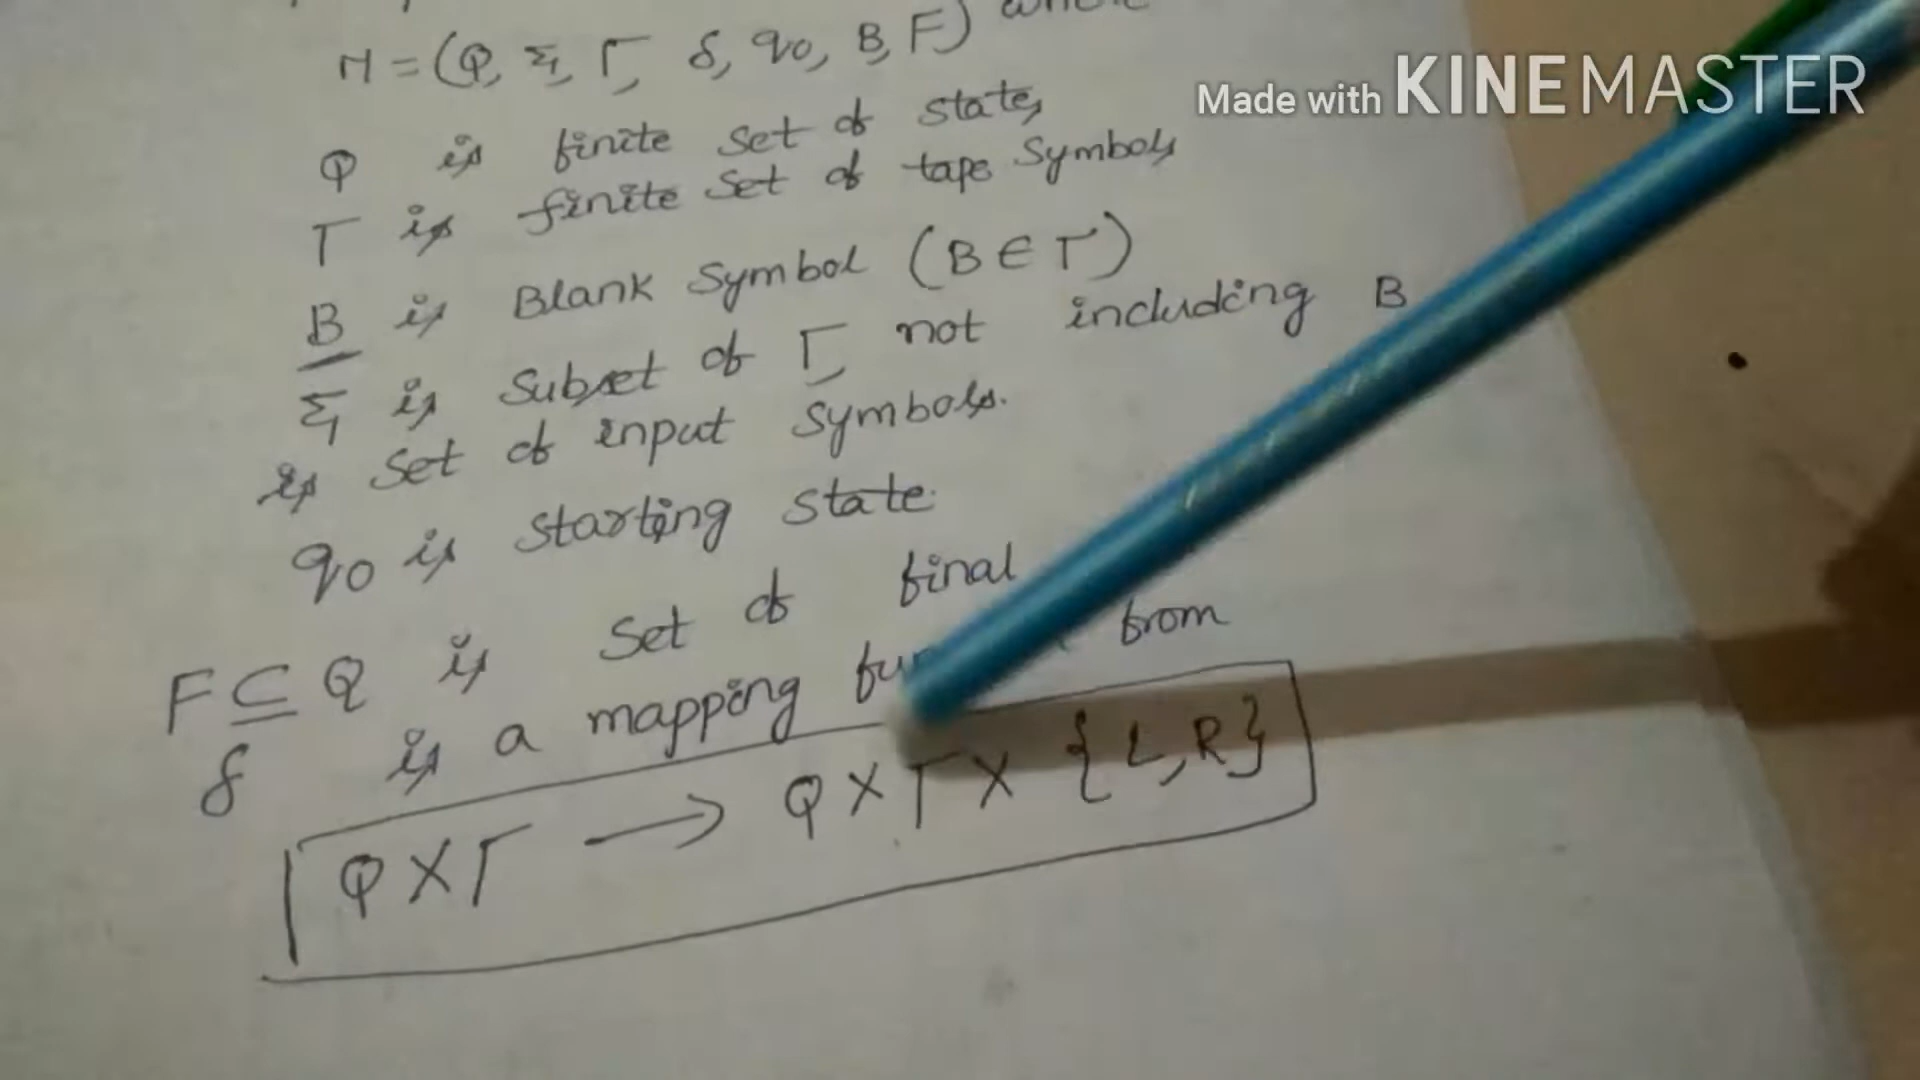 M = (Q, Σ, Γ, δ, q0, B, F) where
Made with KINEMASTER
Q is finite set of states
Γ is finite set of tape symbols
B is Blank symbol (B ∈ Γ)
Σ is subset of Γ, not including B
is set of input symbols.
q0 is starting state
F ⊆ Q is set of final
δ is a mapping from
Q X Γ → Q X Γ X {L, R}